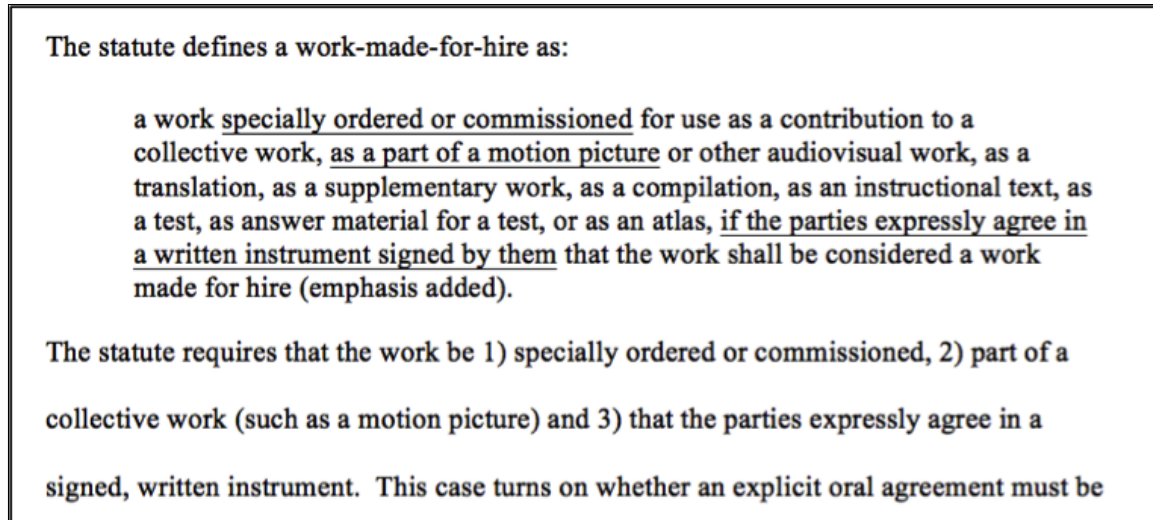 The statute defines a work-made-for-hire as:
a work specially ordered or commissioned for use as a contribution to a
collective work, as a part of a motion picture or other audiovisual work, as a
translation, as a supplementary work, as a compilation, as an instructional text, as
a test, as answer material for a test, or as an atlas, if the parties expressly agree in
a written instrument signed by them that the work shall be considered a work
made for hire (emphasis added).
The statute requires that the work be 1) specially ordered or commissioned, 2) part of a
collective work (such as a motion picture) and 3) that the parties expressly agree in a
signed, written instrument.  This case turns on whether an explicit oral agreement must be